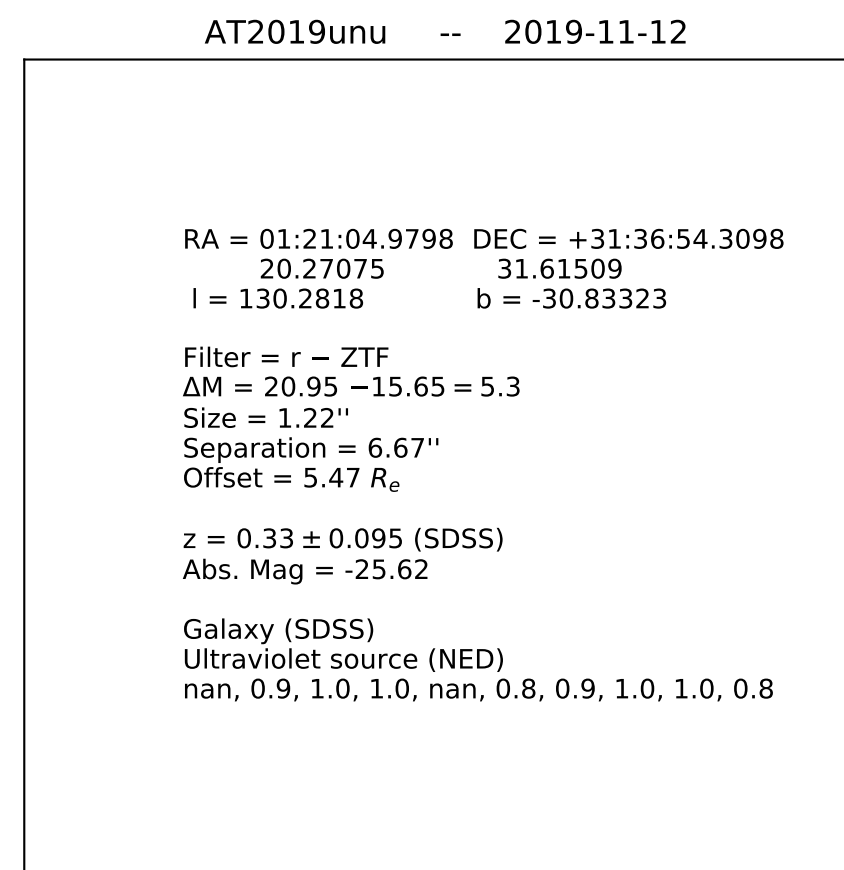 AT2019unu -- 2019-11-12
RA = 01:21:04.9798 DEC = +31:36:54.3098
20.27075 31.61509
l = 130.2818 b = -30.83323
Filter = r − ZTF
ΔM = 20.95 −15.65 = 5.3
Size = 1.22''
Separation = 6.67''
Offset = 5.47 Rₑ
z = 0.33 ± 0.095 (SDSS)
Abs. Mag = -25.62
Galaxy (SDSS)
Ultraviolet source (NED)
nan, 0.9, 1.0, 1.0, nan, 0.8, 0.9, 1.0, 1.0, 0.8